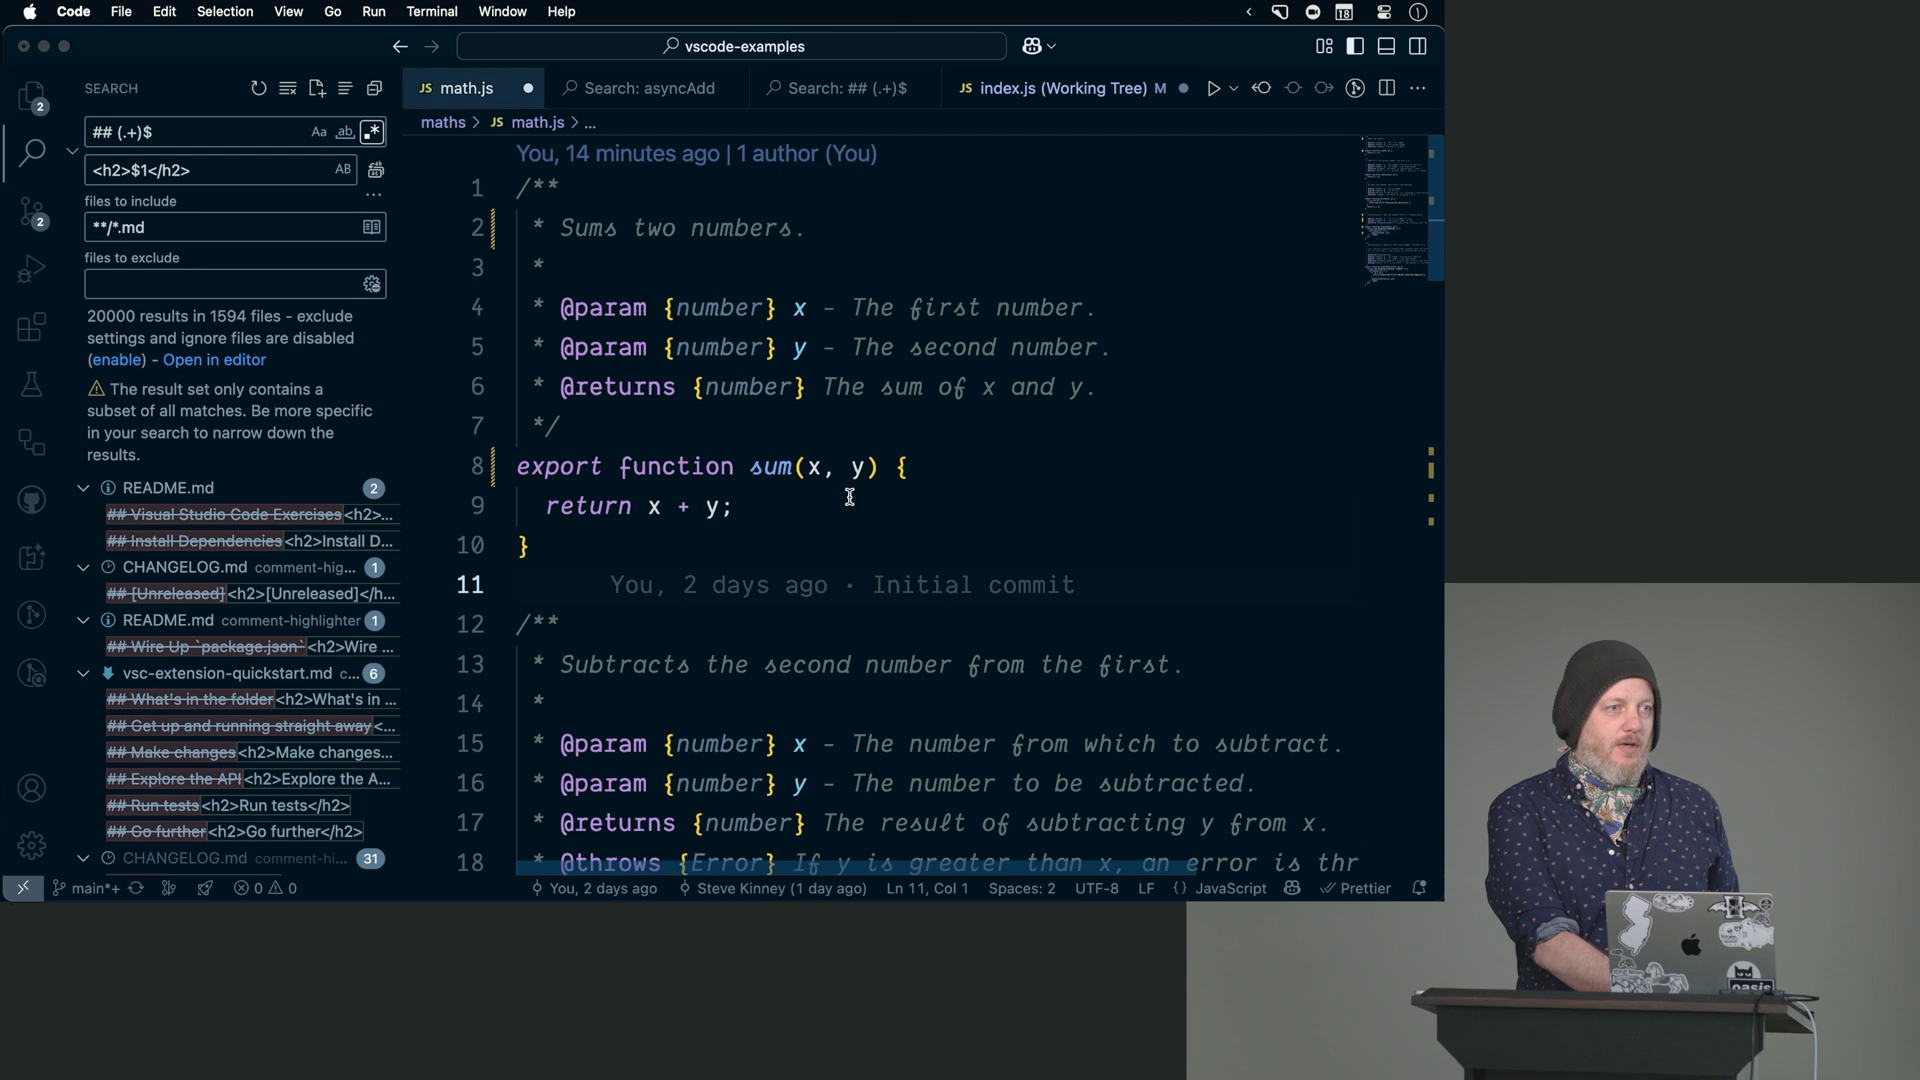 Code File Edit Selection View Go Run Terminal Window Help
18
vscode-examples
SEARCH
JS math.js
Search: asyncAdd
Search: ## (.+)$
JS index.js (Working Tree) M
2
## (.+)$
Aa ab .*
<h2>$1</h2>
AB
files to include
**/*.md
files to exclude
20000 results in 1594 files - exclude
settings and ignore files are disabled
(enable) - Open in editor
The result set only contains a
subset of all matches. Be more specific
in your search to narrow down the
results.
2
README.md 2
## Visual Studio Code Exercises<h2>...
## Install Dependencies<h2>Install D...
CHANGELOG.md comment-hig... 1
## [Unreleased]<h2>[Unreleased]</h...
README.md comment-highlighter 1
## Wire Up `package.json`<h2>Wire ...
vsc-extension-quickstart.md c... 6
## What's in the folder<h2>What's in ...
## Get up and running straight away<...
## Make changes<h2>Make changes...
## Explore the API<h2>Explore the A...
## Run tests<h2>Run tests</h2>
## Go further<h2>Go further</h2>
CHANGELOG.md comment-hi... 31
maths > JS math.js > ...
You, 14 minutes ago | 1 author (You)
1 /**
2 * Sums two numbers.
3 *
4 * @param {number} x - The first number.
5 * @param {number} y - The second number.
6 * @returns {number} The sum of x and y.
7 */
8 export function sum(x, y) {
9 return x + y;
10 }
11 You, 2 days ago · Initial commit
12 /**
13 * Subtracts the second number from the first.
14 *
15 * @param {number} x - The number from which to subtract.
16 * @param {number} y - The number to be subtracted.
17 * @returns {number} The result of subtracting y from x.
18 * @throws {Error} If y is greater than x, an error is thr
main*+ 0 0
You, 2 days ago
Steve Kinney (1 day ago)
Ln 11, Col 1
Spaces: 2
UTF-8
LF
{} JavaScript
Prettier
oasis